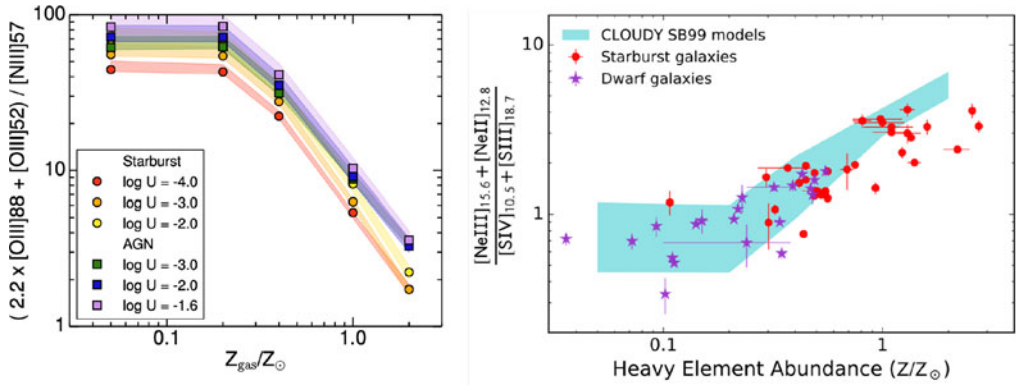 ( 2.2 x [OIII]88 + [OIII]52) / [NIII]57
100
10
1
Starburst
log U = -4.0
log U = -3.0
log U = -2.0
AGN
log U = -3.0
log U = -2.0
log U = -1.6
0.1
1.0
Z_gas/Z_⊙
[NeIII]15.6 + [NeII]12.8
[SIV]10.5 + [SIII]18.7
10
1
CLOUDY SB99 models
Starburst galaxies
Dwarf galaxies
0.1
1
Heavy Element Abundance (Z/Z⊙)